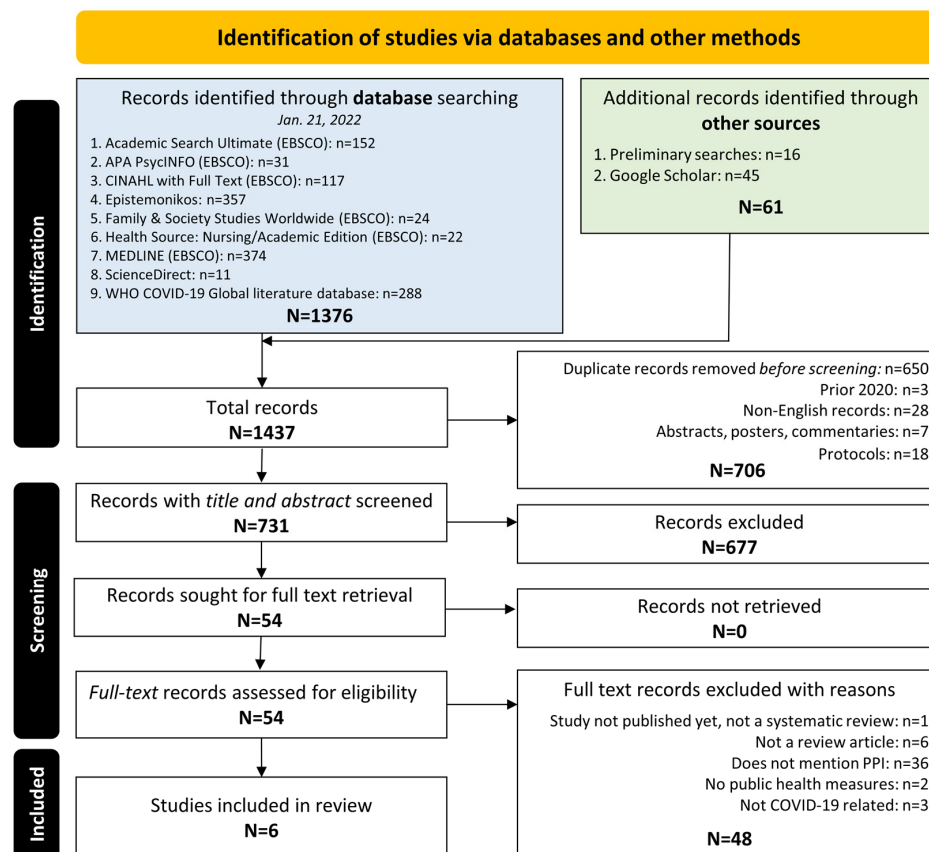 Identification of studies via databases and other methods
Identification
Records identified through database searching
Jan. 21, 2022
1. Academic Search Ultimate (EBSCO): n=152
2. APA PsycINFO (EBSCO): n=31
3. CINAHL with Full Text (EBSCO): n=117
4. Epistemonikos: n=357
5. Family & Society Studies Worldwide (EBSCO): n=24
6. Health Source: Nursing/Academic Edition (EBSCO): n=22
7. MEDLINE (EBSCO): n=374
8. ScienceDirect: n=11
9. WHO COVID-19 Global literature database: n=288
N=1376
Additional records identified through
other sources
1. Preliminary searches: n=16
2. Google Scholar: n=45
N=61
Total records
N=1437
Duplicate records removed before screening: n=650
Prior 2020: n=3
Non-English records: n=28
Abstracts, posters, commentaries: n=7
Protocols: n=18
N=706
Screening
Records with title and abstract screened
N=731
Records excluded
N=677
Records sought for full text retrieval
N=54
Records not retrieved
N=0
Full-text records assessed for eligibility
N=54
Full text records excluded with reasons
Study not published yet, not a systematic review: n=1
Not a review article: n=6
Does not mention PPI: n=36
No public health measures: n=2
Not COVID-19 related: n=3
N=48
Included
Studies included in review
N=6